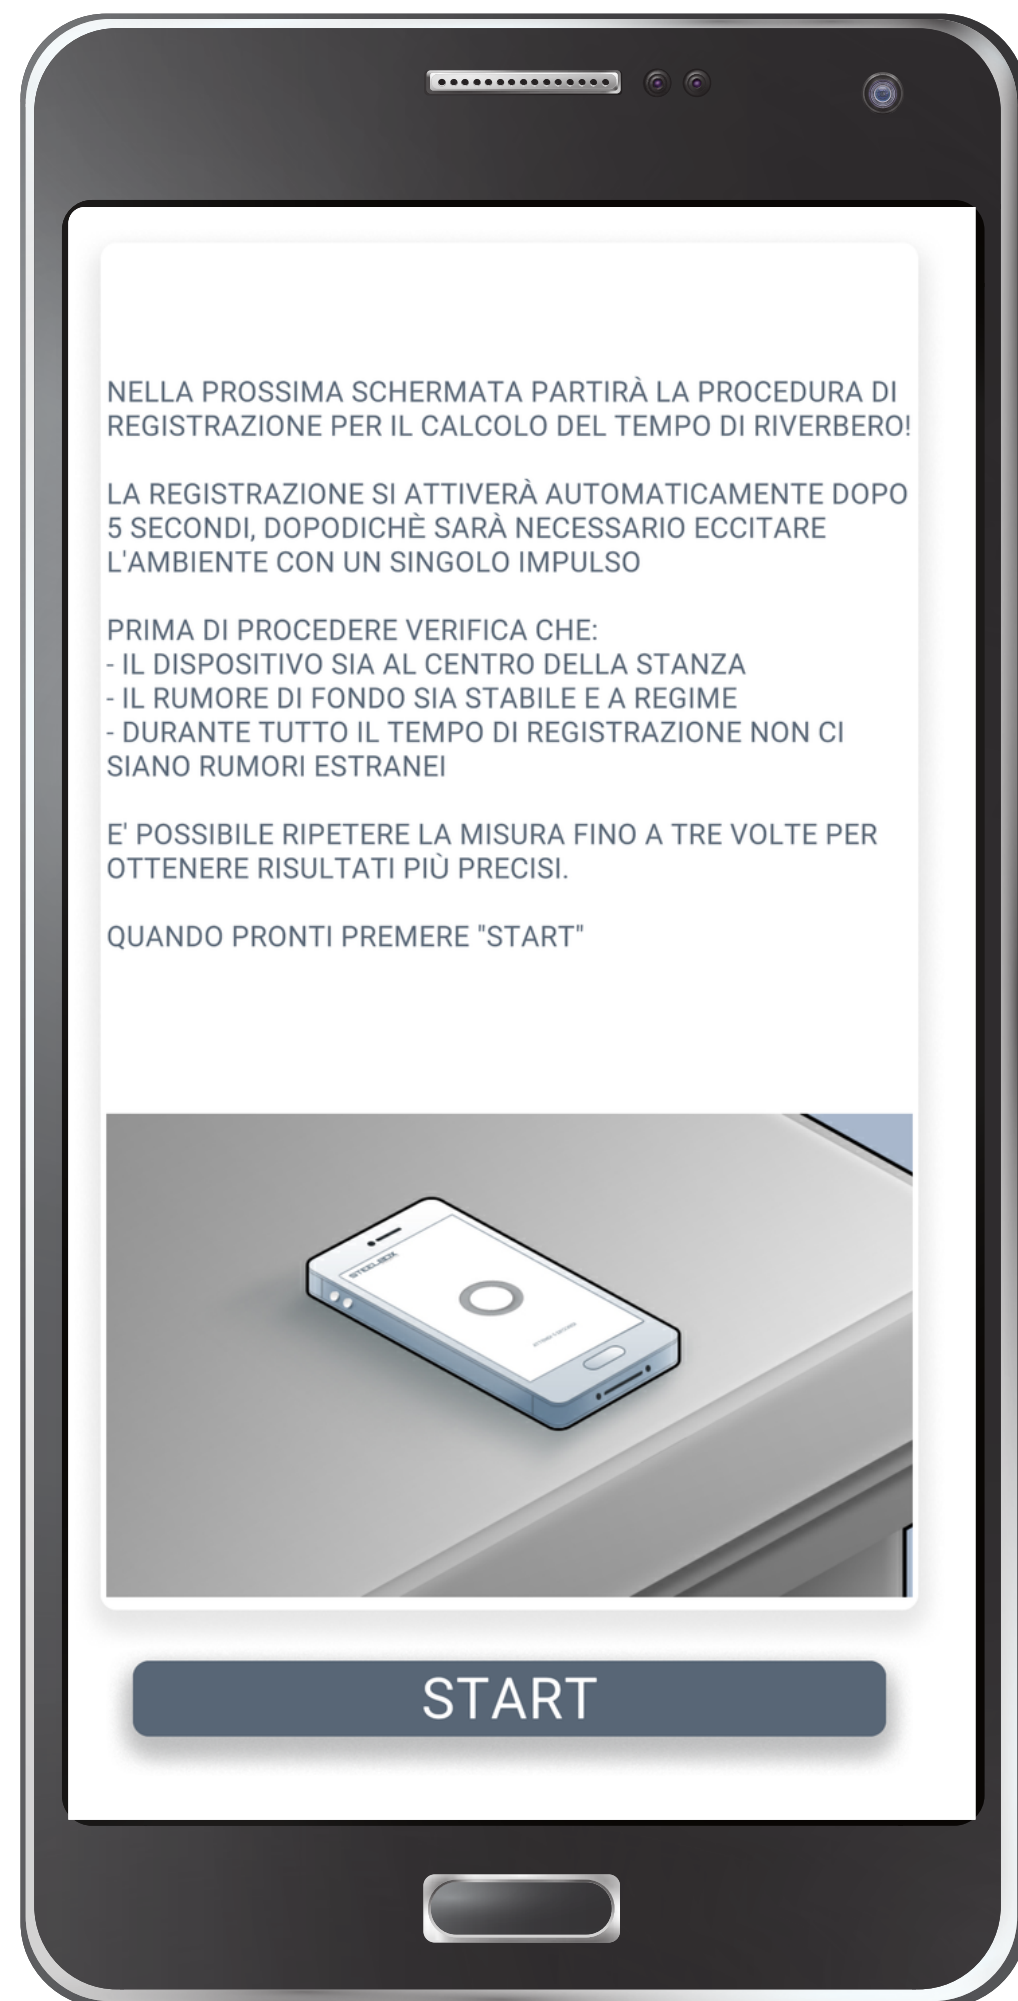 NELLA PROSSIMA SCHERMATA PARTIRÀ LA PROCEDURA DI
REGISTRAZIONE PER IL CALCOLO DEL TEMPO DI RIVERBERO!
LA REGISTRAZIONE SI ATTIVERÀ AUTOMATICAMENTE DOPO
5 SECONDI, DOPODICHÈ SARÀ NECESSARIO ECCITARE
L'AMBIENTE CON UN SINGOLO IMPULSO
PRIMA DI PROCEDERE VERIFICA CHE:
- IL DISPOSITIVO SIA AL CENTRO DELLA STANZA
- IL RUMORE DI FONDO SIA STABILE E A REGIME
- DURANTE TUTTO IL TEMPO DI REGISTRAZIONE NON CI
SIANO RUMORI ESTRANEI
E' POSSIBILE RIPETERE LA MISURA FINO A TRE VOLTE PER
OTTENERE RISULTATI PIÙ PRECISI.
QUANDO PRONTI PREMERE "START"
STEELBOX
START